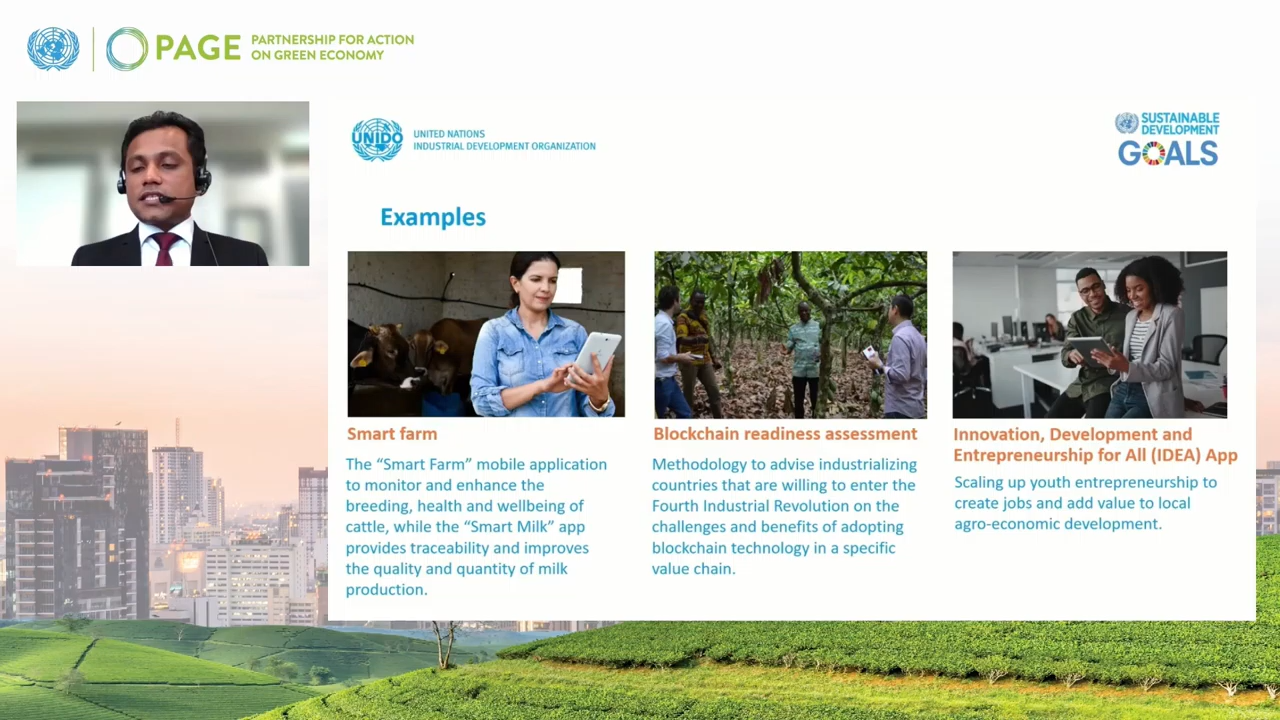 PAGE
PARTNERSHIP FOR ACTION
ON GREEN ECONOMY
UNIDO
UNITED NATIONS
INDUSTRIAL DEVELOPMENT ORGANIZATION
SUSTAINABLE
DEVELOPMENT
GOALS
Examples
Smart farm
The “Smart Farm” mobile application
to monitor and enhance the
breeding, health and wellbeing of
cattle, while the “Smart Milk” app
provides traceability and improves
the quality and quantity of milk
production.
Blockchain readiness assessment
Methodology to advise industrializing
countries that are willing to enter the
Fourth Industrial Revolution on the
challenges and benefits of adopting
blockchain technology in a specific
value chain.
Innovation, Development and
Entrepreneurship for All (IDEA) App
Scaling up youth entrepreneurship to
create jobs and add value to local
agro-economic development.